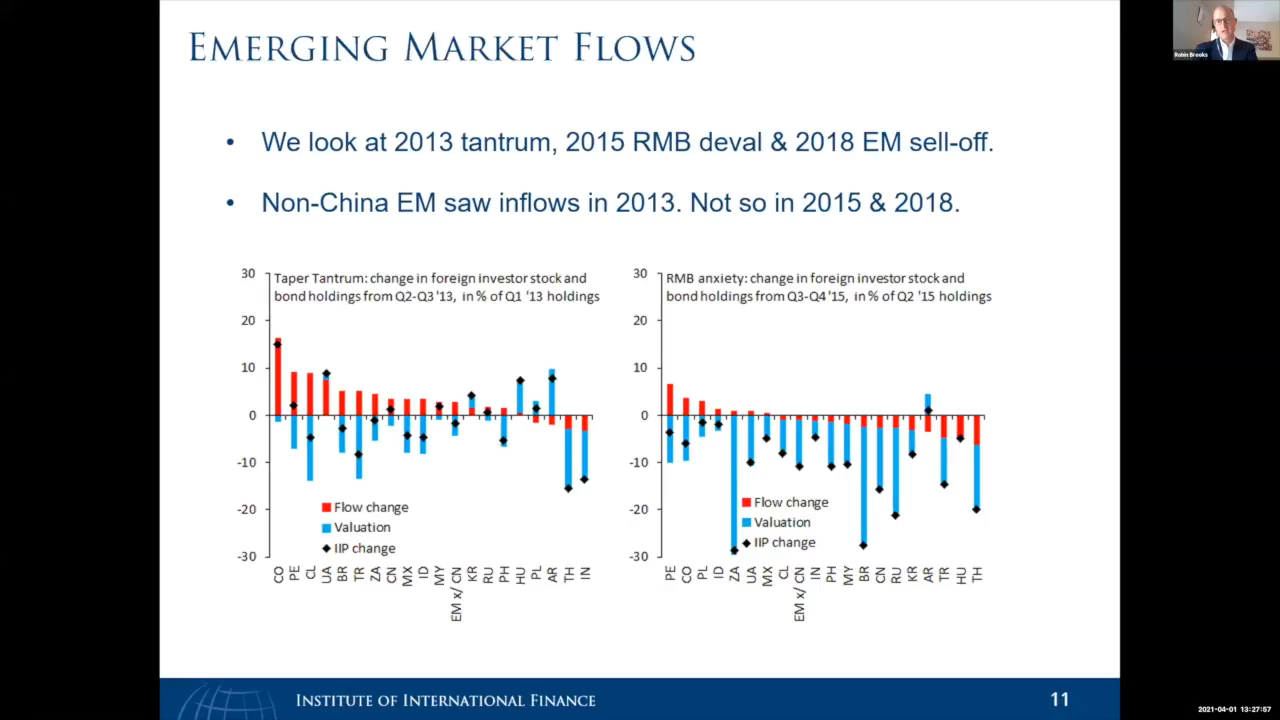 EMERGING MARKET FLOWS
Robin Brooks
• We look at 2013 tantrum, 2015 RMB deval & 2018 EM sell-off.
• Non-China EM saw inflows in 2013. Not so in 2015 & 2018.
Taper Tantrum: change in foreign investor stock and
bond holdings from Q2-Q3 '13, in % of Q1 '13 holdings
30
20
10
0
-10
-20
-30
Flow change
Valuation
IIP change
CO PE CL UA BR TR ZA CN MX ID MY EM x/ CN KR RU PH HU PL AR TH IN
RMB anxiety: change in foreign investor stock and
bond holdings from Q3-Q4 '15, in % of Q2 '15 holdings
30
20
10
0
-10
-20
-30
Flow change
Valuation
IIP change
PE CO PL ID ZA UA MX CL EM x/ CN IN PH MY BR CN RU KR AR TR HU TH
INSTITUTE OF INTERNATIONAL FINANCE
11
2021-04-01 13:27:57